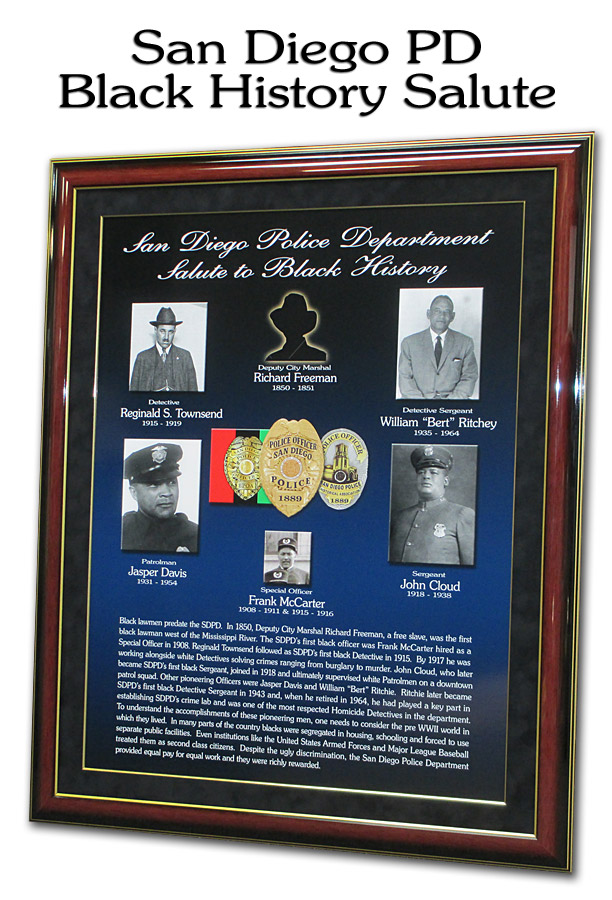 San Diego PD
Black History Salute
San Diego Police Department
Salute to Black History
Detective
Reginald S. Townsend
1915 - 1919
Deputy City Marshal
Richard Freeman
1850 - 1851
Detective Sergeant
William “Bert” Ritchey
1935 - 1964
POLICE OFFICER
SAN DIEGO
POLICE
1889
POLICE OFFICER
SAN DIEGO POLICE
HISTORICAL ASSOCIATION
1889
Patrolman
Jasper Davis
1931 - 1954
Special Officer
Frank McCarter
1908 - 1911 & 1915 - 1916
Sergeant
John Cloud
1918 - 1938
Black lawmen predate the SDPD. In 1850, Deputy City Marshal Richard Freeman, a free slave, was the first
black lawman west of the Mississippi River. The SDPD's first black officer was Frank McCarter hired as a
Special Officer in 1908. Reginald Townsend followed as SDPD's first black Detective in 1915. By 1917 he was
working alongside white Detectives solving crimes ranging from burglary to murder. John Cloud, who later
became SDPD's first black Sergeant, joined in 1918 and ultimately supervised white Patrolmen on a downtown
patrol squad. Other pioneering Officers were Jasper Davis and William “Bert” Ritchie. Ritchie later became
SDPD's first black Detective Sergeant in 1943 and, when he retired in 1964, he had played a key part in
establishing SDPD's crime lab and was one of the most respected Homicide Detectives in the department.
To understand the accomplishments of these pioneering men, one needs to consider the pre WWII world in
which they lived. In many parts of the country blacks were segregated in housing, schooling and forced to use
separate public facilities. Even institutions like the United States Armed Forces and Major League Baseball
treated them as second class citizens. Despite the ugly discrimination, the San Diego Police Department
provided equal pay for equal work and they were richly rewarded.